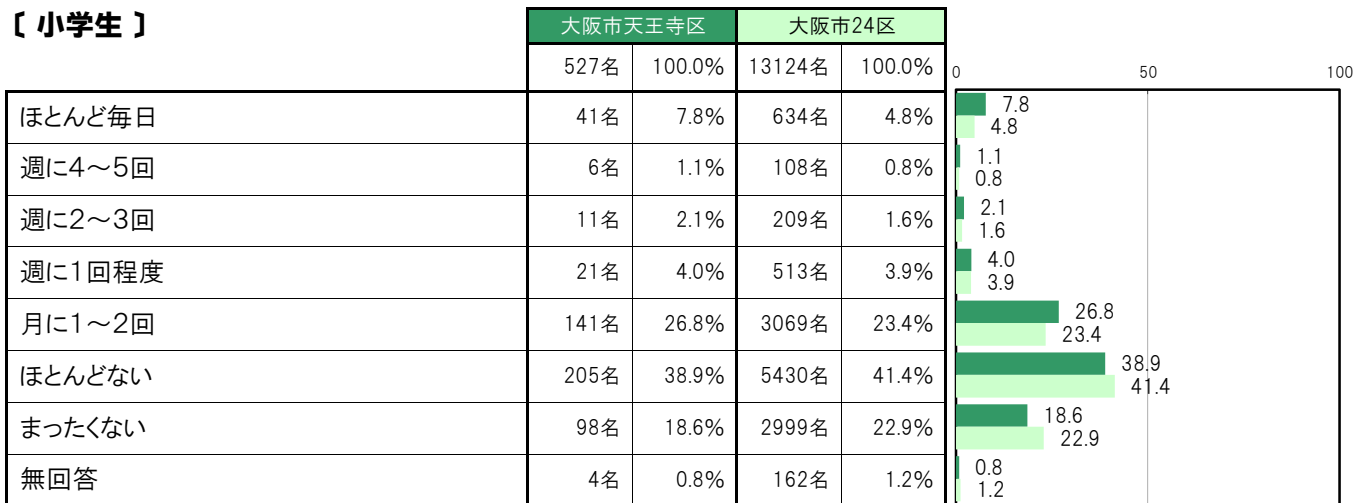 〔 小学生 〕
大阪市天王寺区 大阪市24区
527名 100.0% 13124名 100.0% 0 50 100
ほとんど毎日 41名 7.8% 634名 4.8% 7.8
4.8
週に4～5回 6名 1.1% 108名 0.8% 1.1
0.8
週に2～3回 11名 2.1% 209名 1.6% 2.1
1.6
週に1回程度 21名 4.0% 513名 3.9% 4.0
3.9
月に1～2回 141名 26.8% 3069名 23.4% 26.8
23.4
ほとんどない 205名 38.9% 5430名 41.4% 38.9
41.4
まったくない 98名 18.6% 2999名 22.9% 18.6
22.9
無回答 4名 0.8% 162名 1.2% 0.8
1.2